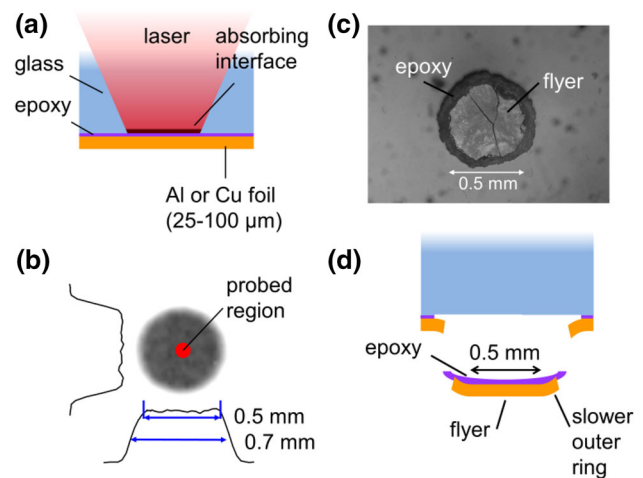 (a)
laser
absorbing
interface
glass
epoxy
Al or Cu foil
(25-100 µm)
(b)
probed
region
0.5 mm
0.7 mm
(c)
epoxy
flyer
0.5 mm
(d)
epoxy
0.5 mm
flyer
slower
outer
ring